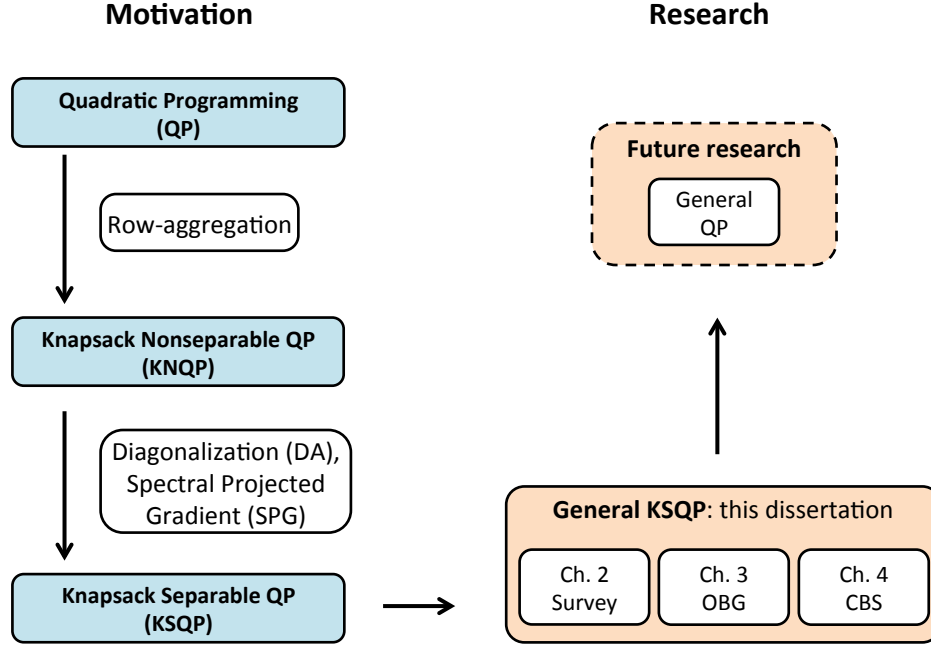 Motivation
Quadratic Programming
(QP)
Row-aggregation
Knapsack Nonseparable QP
(KNQP)
Diagonalization (DA),
Spectral Projected
Gradient (SPG)
Knapsack Separable QP
(KSQP)
Research
Future research
General
QP
General KSQP: this dissertation
Ch. 2
Survey
Ch. 3
OBG
Ch. 4
CBS